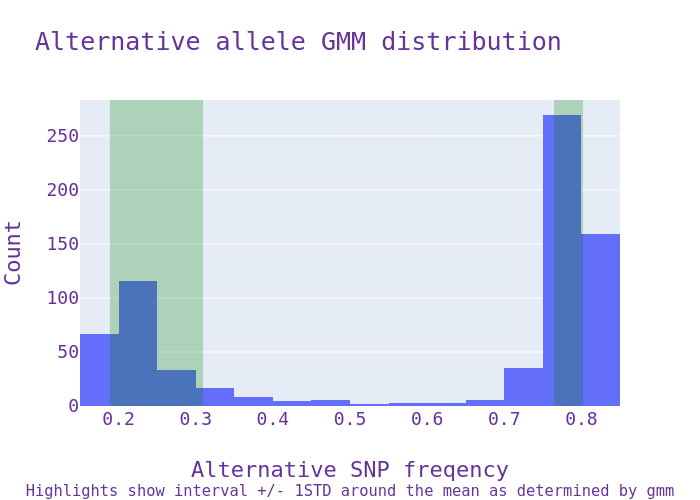 Alternative allele GMM distribution
Count
250
200
150
100
50
0
0.2 0.3 0.4 0.5 0.6 0.7 0.8
Alternative SNP freqency
Highlights show interval +/- 1STD around the mean as determined by gmm